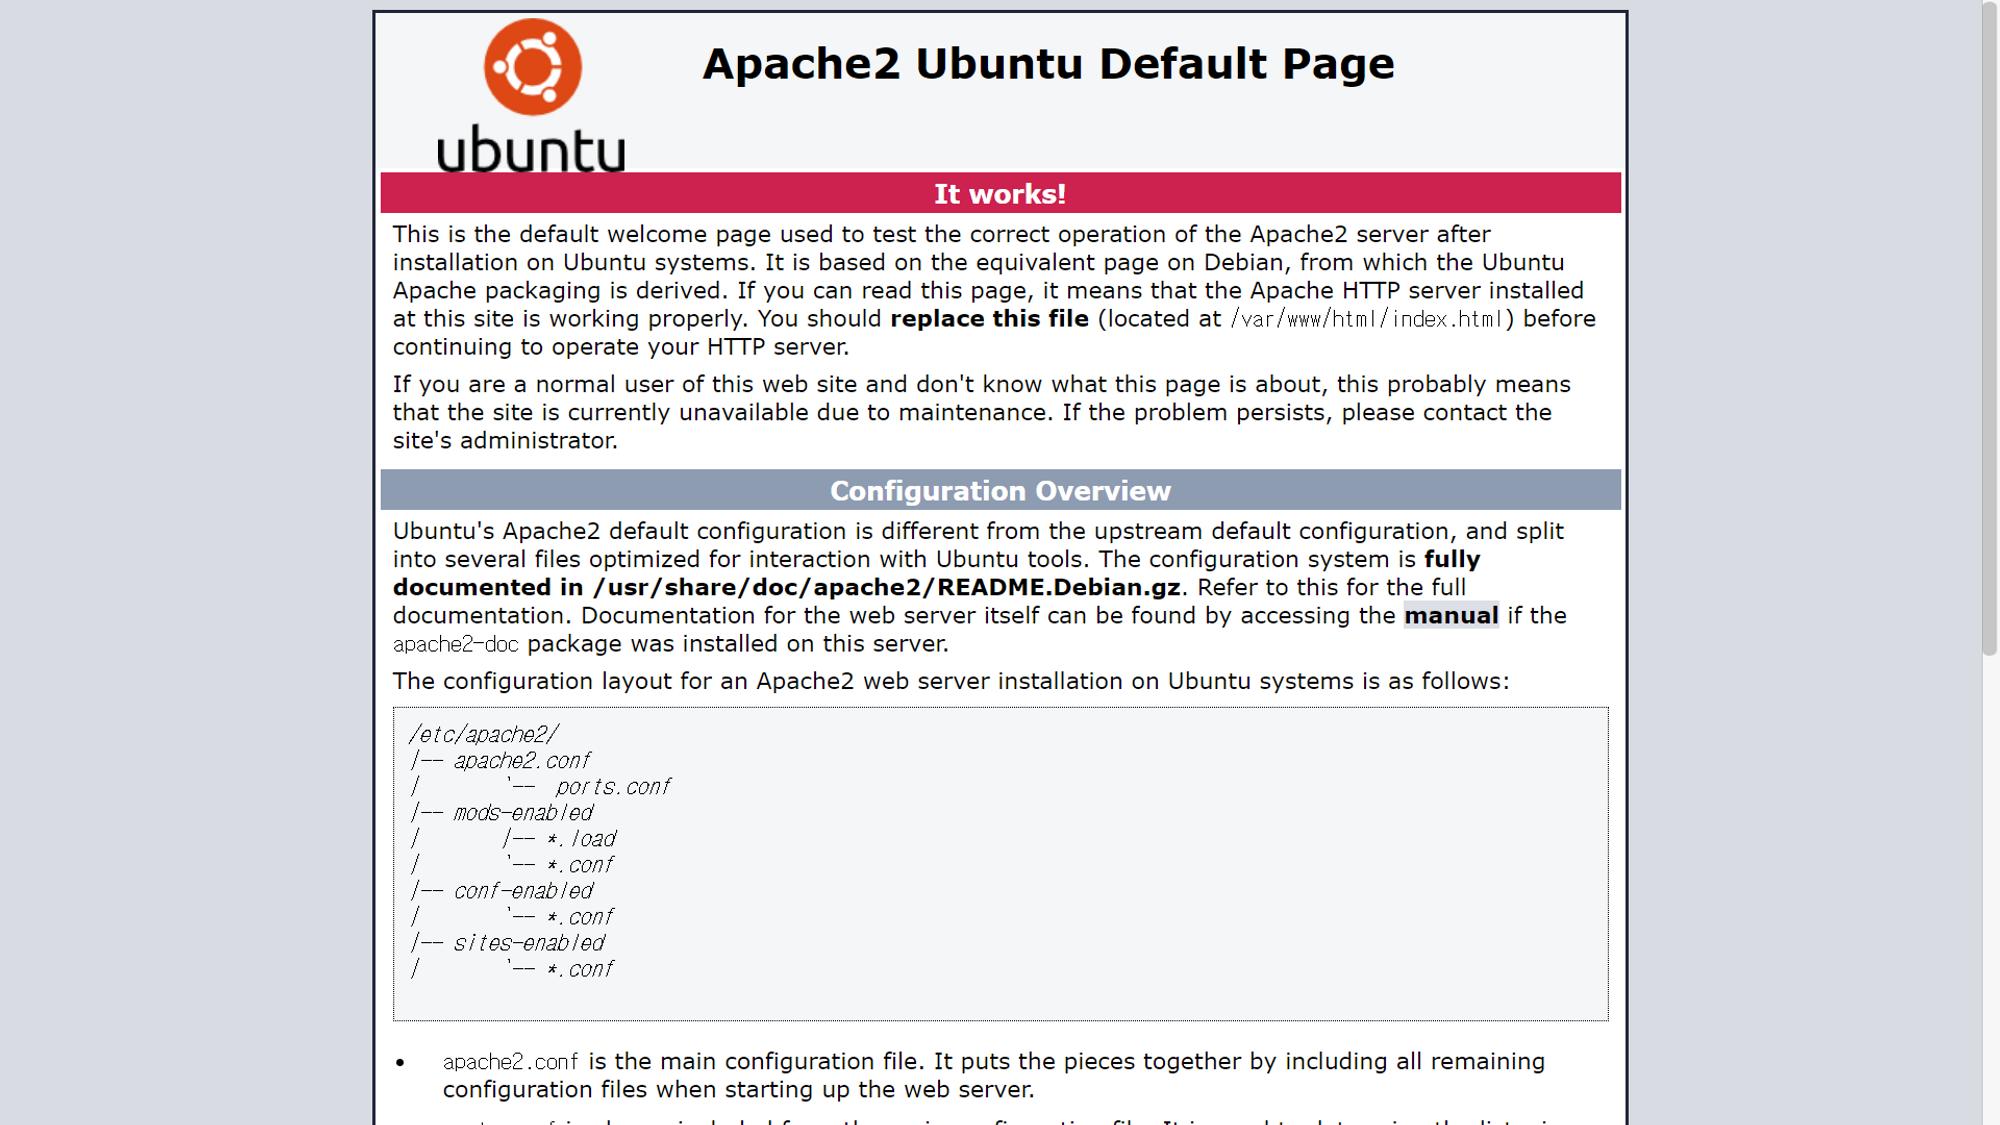 ubuntu
Apache2 Ubuntu Default Page
It works!
This is the default welcome page used to test the correct operation of the Apache2 server after
installation on Ubuntu systems. It is based on the equivalent page on Debian, from which the Ubuntu
Apache packaging is derived. If you can read this page, it means that the Apache HTTP server installed
at this site is working properly. You should replace this file (located at /var/www/html/index.html) before
continuing to operate your HTTP server.
If you are a normal user of this web site and don't know what this page is about, this probably means
that the site is currently unavailable due to maintenance. If the problem persists, please contact the
site's administrator.
Configuration Overview
Ubuntu's Apache2 default configuration is different from the upstream default configuration, and split
into several files optimized for interaction with Ubuntu tools. The configuration system is fully
documented in /usr/share/doc/apache2/README.Debian.gz. Refer to this for the full
documentation. Documentation for the web server itself can be found by accessing the manual if the
apache2-doc package was installed on this server.
The configuration layout for an Apache2 web server installation on Ubuntu systems is as follows:
/etc/apache2/
|-- apache2.conf
|       `--  ports.conf
|-- mods-enabled
|       |-- *.load
|       `-- *.conf
|-- conf-enabled
|       `-- *.conf
|-- sites-enabled
|       `-- *.conf
• apache2.conf is the main configuration file. It puts the pieces together by including all remaining
configuration files when starting up the web server.